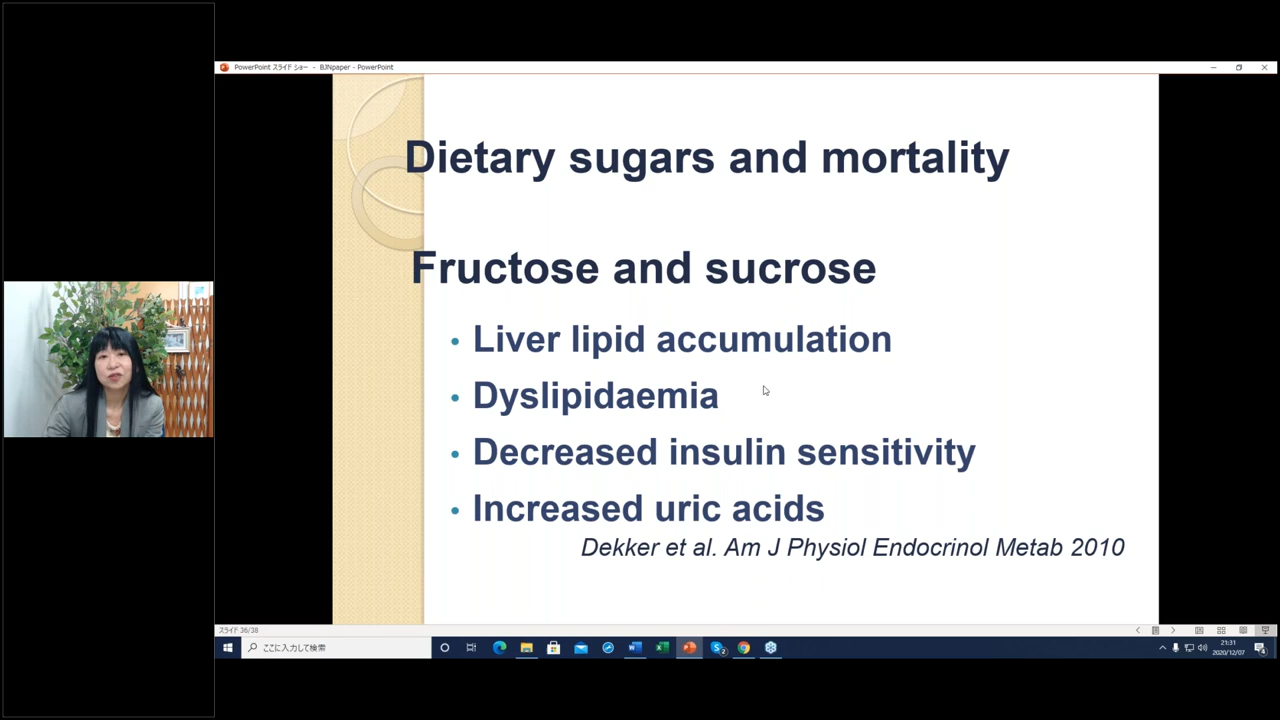 PowerPoint スライド ショー - BJNpaper - PowerPoint
Dietary sugars and mortality
Fructose and sucrose
• Liver lipid accumulation
• Dyslipidaemia
• Decreased insulin sensitivity
• Increased uric acids
Dekker et al. Am J Physiol Endocrinol Metab 2010
スライド 36/38
ここに入力して検索
21:31
2020/12/07